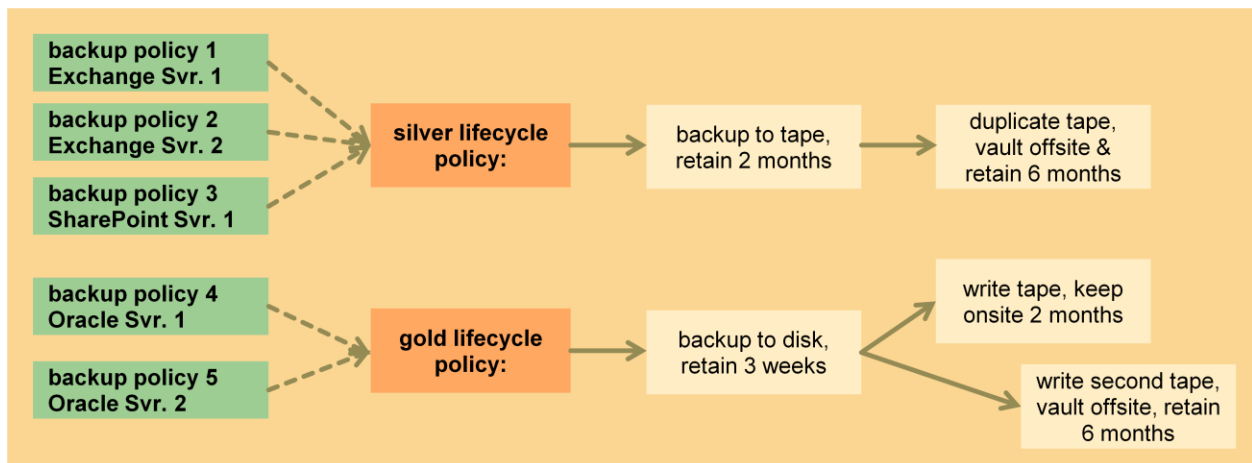 backup policy 1
Exchange Svr. 1
backup policy 2
Exchange Svr. 2
backup policy 3
SharePoint Svr. 1
silver lifecycle
policy:
backup to tape,
retain 2 months
duplicate tape,
vault offsite &
retain 6 months
backup policy 4
Oracle Svr. 1
backup policy 5
Oracle Svr. 2
gold lifecycle
policy:
backup to disk,
retain 3 weeks
write tape, keep
onsite 2 months
write second tape,
vault offsite, retain
6 months